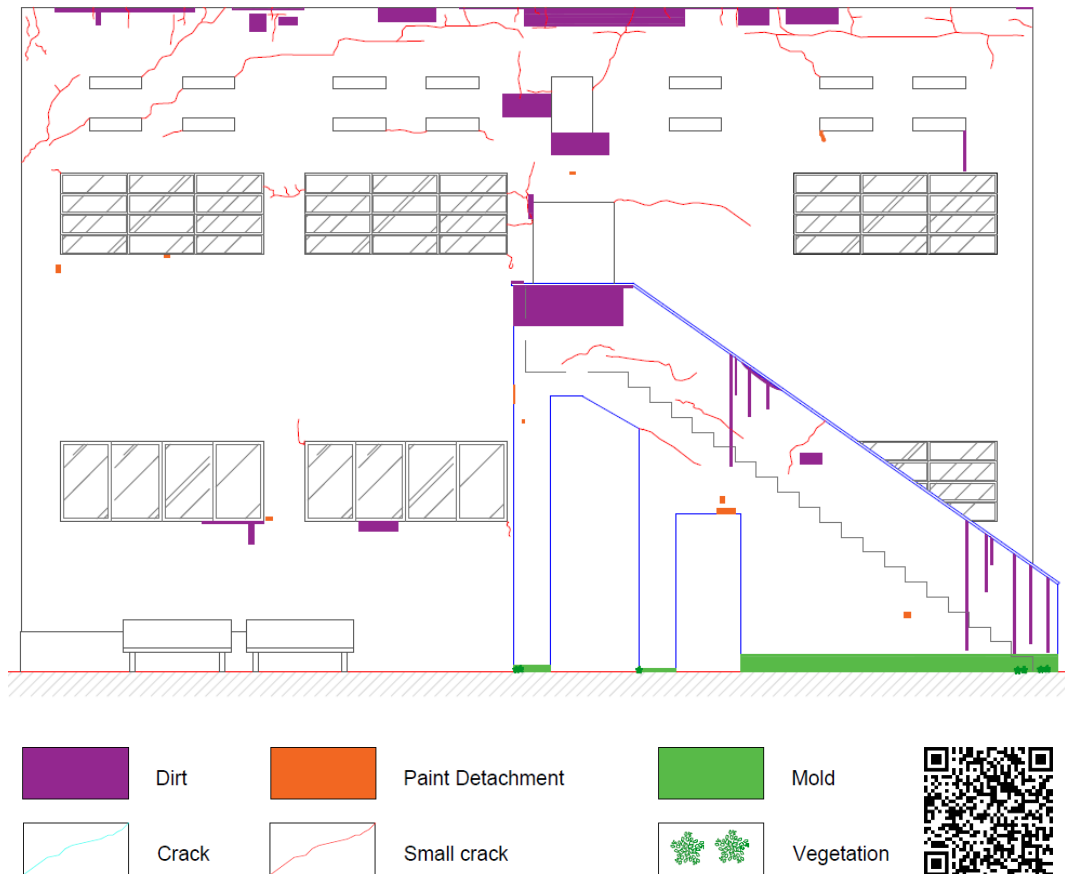 Dirt
Paint Detachment
Mold
Crack
Small crack
Vegetation